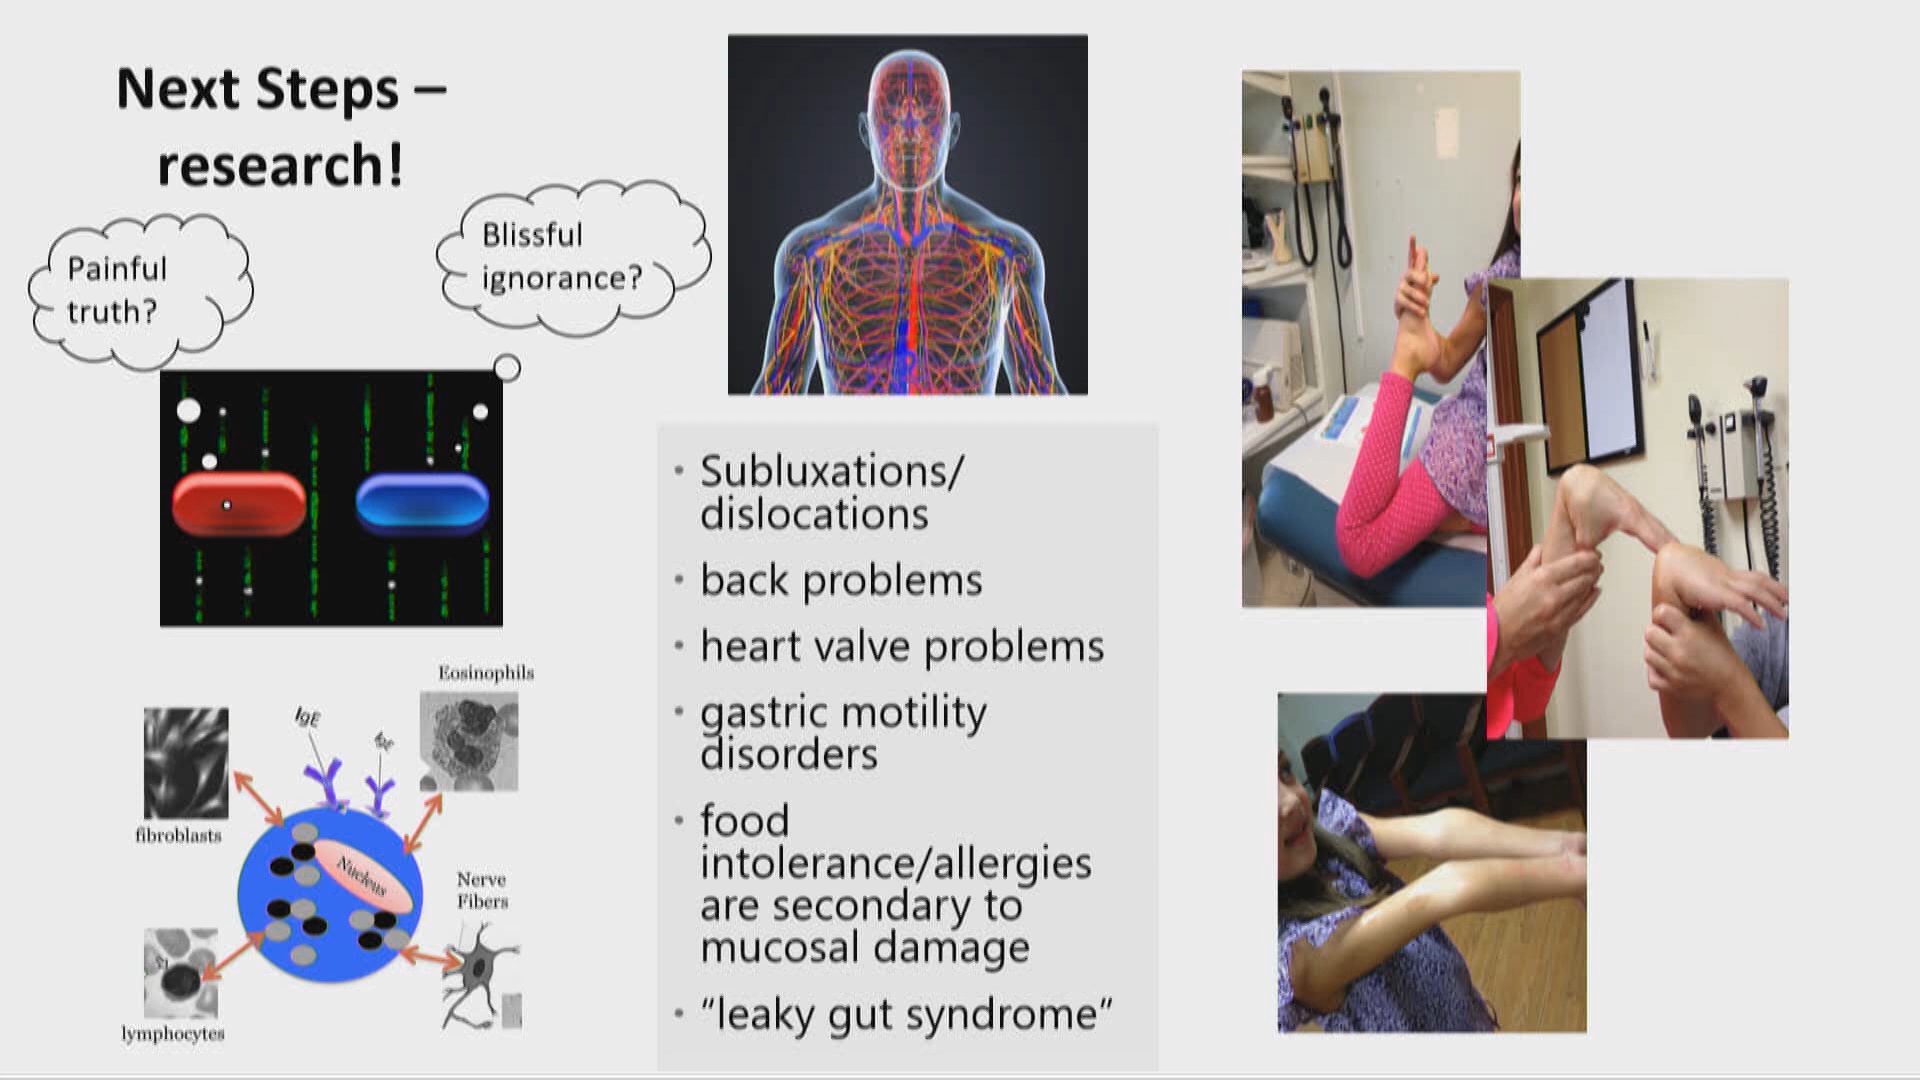 Next Steps –
research!
Painful
truth?
Blissful
ignorance?
• Subluxations/
dislocations
• back problems
• heart valve problems
• gastric motility
disorders
• food
intolerance/allergies
are secondary to
mucosal damage
• “leaky gut syndrome”
Eosinophils
IgE
IgE
fibroblasts
Nucleus
Nerve
Fibers
lymphocytes